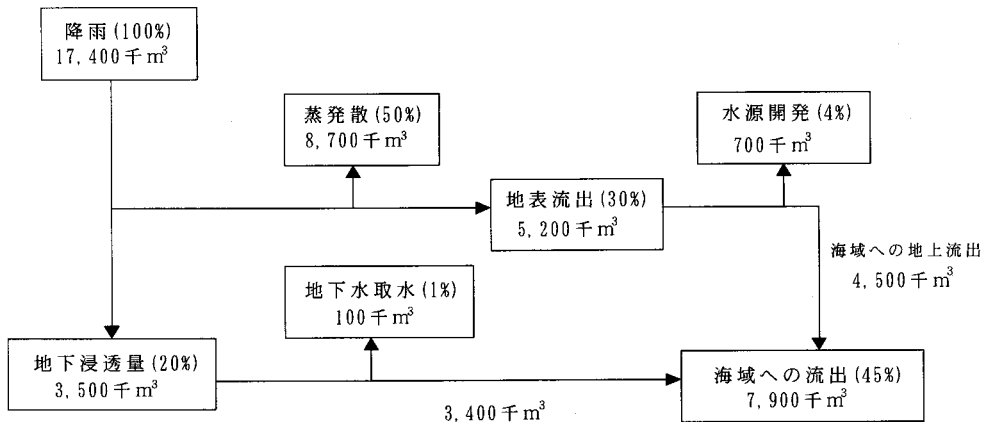 降雨(100%)
17,400千m³
蒸発散(50%)
8,700千m³
水源開発(4%)
700千m³
地表流出(30%)
5,200千m³
海域への地上流出
4,500千m³
地下水取水(1%)
100千m³
地下浸透量(20%)
3,500千m³
3,400千m³
海域への流出(45%)
7,900千m³